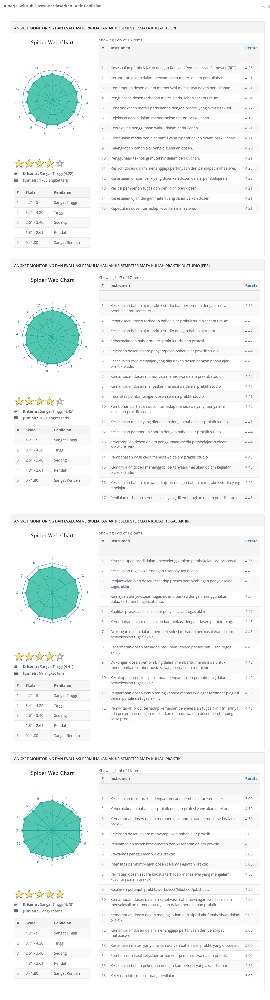 Kinerja Seluruh Dosen Berdasarkan Butir Penilaian
ANGKET MONITORING DAN EVALUASI PERKULIAHAN AKHIR SEMESTER MATA KULIAH TEORI
Spider Web Chart
1
2
3
4
4
5
6
7
8
9
10
11
12
13
14
2.5
0
Kriteria : Sangat Tinggi (4.22)
Jumlah : 1768 angket terisi.
# Skala Penilaian
1 4.21 - 5 Sangat Tinggi
2 3.41 - 4.20 Tinggi
3 2.61 - 3.40 Sedang
4 1.81 - 2.61 Rendah
5 0 - 1.80 Sangat Rendah
Showing 1-15 of 15 items.
# Instrumen Rerata
1 Kesesuaian pembelajaran dengan Rencana Pembelajaran Semester (RPS). 4.26
2 Keruntutan dosen dalam penyampaian materi dalam perkuliahan. 4.21
3 Kemampuan dosen dalam memotivasi mahasiswa dalam perkuliahan. 4.21
4 Penguasaan dosen terhadap materi perkuliahan secara umum 4.24
5 Kebermaknaan materi perkuliahan dengan profesi yang akan ditekuni. 4.22
6 Kejelasan dosen dalam menerangkan materi perkuliahan. 4.18
7 Keefektivan penggunaan waktu dalam perkuliahan. 4.21
8 Kesesuaian media dan alat bantu yang dipergunakan dalam perkuliahan. 4.21
9 Kelengkapan bahan ajar yang digunakan dosen. 4.20
10 Penggunaan teknologi mutakhir dalam perkuliahan. 4.21
11 Respon dosen dalam menanggapi pertanyaan dan pendapat mahasiswa. 4.23
12 Kesesuaian umpan balik yang diberikan dosen dalam pembelajaran 4.22
13 Variasi pemberian tugas dan penilaian oleh dosen. 4.21
14 Kesesuaian ujian dengan materi yang disampaikan dosen. 4.21
15 Kepedulian dosen terhadap kesulitan mahasiswa. 4.21
ANGKET MONITORING DAN EVALUASI PERKULIAHAN AKHIR SEMESTER MATA KULIAH PRAKTIK DI STUDIO (FBS)
Spider Web Chart
1
2
3
4
5
6
7
8
9
10
11
12
13
14
15
16
17
2.5
0
Kriteria : Sangat Tinggi (4.45)
Jumlah : 1021 angket terisi.
# Skala Penilaian
1 4.21 - 5 Sangat Tinggi
2 3.41 - 4.20 Tinggi
3 2.61 - 3.40 Sedang
4 1.81 - 2.61 Rendah
5 0 - 1.80 Sangat Rendah
Showing 1-17 of 17 items.
# Instrumen Rerata
1 Kesesuaian bahan ajar praktik studio tiap pertemuan dengan rencana 4.50
pembelajaran semester
2 Penguasaan dosen terhadap bahan ajar praktik studio secara umum 4.45
3 Kesesuaian bahan ajar praktik studio dengan bahan ajar teori 4.47
4 Kebermaknaan bahan/materi praktik terhadap profesi 4.47
5 Kejelasan dosen dalam penyampaian bahan ajar praktik studio 4.44
6 Kesesuaian cara mengajar yang digunakan dosen dengan bahan ajar 4.43
praktik studio
7 Kemampuan dosen memotivasi mahasiswa dalam praktik studio 4.45
8 Kemampuan dosen melibatkan mahasiswa dalam praktik studio 4.47
9 Intensitas pembimbingan dosen selama praktik studio 4.41
10 Pemberian perhatian dosen terhadap mahasiswa yang mengalami 4.42
kesulitan praktik studio
11 Kesesuaian media yang digunakan dengan bahan ajar praktik studio 4.46
12 Kesesuaian pemberian contoh dengan bahan ajar praktik studio 4.44
13 Keterampilan dosen dalam penggunaan media pembelajaran dlaam 4.44
praktik studio
14 Pembahasan hasil kerja mahasiswa dalam praktik studio 4.43
15 Kemampuan dosen menanggapi pertanyaan/masukan dalam kegiatan 4.45
praktik studio
16 Kesesuaian bahan ajar yang diujikan dengan bahan ajar praktik studio yang 4.46
dipelajari
17 Penilaian terhadap semua aspek yang dikembangkan dalam praktik studio 4.45
ANGKET MONITORING DAN EVALUASI PERKULIAHAN AKHIR SEMESTER MATA KULIAH TUGAS AKHIR
Spider Web Chart
1
2
2
3
5
4
5
6
7
8
9
10
2.5
0
Kriteria : Sangat Tinggi (4.41)
Jumlah : 99 angket terisi.
# Skala Penilaian
1 4.21 - 5 Sangat Tinggi
2 3.41 - 4.20 Tinggi
3 2.61 - 3.40 Sedang
4 1.81 - 2.61 Rendah
5 0 - 1.80 Sangat Rendah
Showing 1-12 of 12 items.
# Instrumen Rerata
1 Ketercukupan prodi dalam menyelenggarakan pembekalan pra-proposal. 4.35
2 Kesesuaian tugas akhir dengan riset payung dosen. 4.40
3 Penjadwalan oleh dosen terhadap proses pembimbingan penyelesaian 4.35
tugas akhir.
4 Kemajuan penyelesaian tugas akhir dipantau dengan menggunakan 4.37
buku/kartu bimbingan/sibimta.
5 Kualitas proses validasi dalam penyelesaian tugas akhir. 4.47
6 Kemudahan dalam melakukan komunikasi dengan dosen pembimbing. 4.43
7 Dukungan dosen dalam memberi solusi terhadap permasalahan dalam 4.43
penyelesaian tugas akhir.
8 Kecermatan dosen terhadap hasil revisi dalam proses penulisan tugas 4.43
akhir.
9 Dukungan dosen pembimbing dalam membantu mahasiswa untuk 4.43
mendapatkan sumber pustaka yang sesuai dan mutakhir.
10 Kecukupan intensitas pertemuan dengan dosen pembimbing dalam 4.42
penyelesaian tugas akhir.
11 Pengarahan dosen pembimbing kepada mahasiswa agar terhindar plagiasi 4.39
dalam penulisan tugas akhir.
12 Pemantauan prodi terhadap kemajuan penyelesaian tugas akhir (misalnya 4.43
ada pertemuan dengan melibatkan mahasiswa dan dosen pembimbing
serta prodi).
ANGKET MONITORING DAN EVALUASI PERKULIAHAN AKHIR SEMESTER MATA KULIAH PRAKTIK
Spider Web Chart
1
2
3
4
5
6
7
8
9
10
11
12
13
14
15
16
2.5
0
Kriteria : Sangat Tinggi (4.78)
Jumlah : 2 angket terisi.
# Skala Penilaian
1 4.21 - 5 Sangat Tinggi
2 3.41 - 4.20 Tinggi
3 2.61 - 3.40 Sedang
4 1.81 - 2.61 Rendah
5 0 - 1.80 Sangat Rendah
Showing 1-16 of 16 items.
# Instrumen Rerata
1 Kesesuaian topik praktik dengan rencana pembelajaran semester. 5.00
2 Kebermaknaan bahan ajar praktik dengan profesi yang akan ditekuni. 4.50
3 Kemampuan dosen dalam memberikan contoh atau demonstrasi dalam 4.50
praktik.
4 Kejelasan dosen dalam menyampaikan bahan ajar praktik. 5.00
5 Penyampaian aspek keselamatan dan kesehatan dalam praktik. 4.50
6 Efektivitas penggunaan waktu praktik. 5.00
7 Intensitas pembimbingan dosen selama kegiatan praktik. 5.00
8 Perhatian dosen secara khusus terhadap mahasiswa yang mengalami 4.50
kesulitan dalam praktik.
9 Kejelasan petunjuk praktik/worksheet/labsheet/jobsheet. 4.50
10 Kemampuan dosen dalam memotivasi mahasiswa agar berhasil dalam 4.50
menyelesaikan target atau tagihan dalam perkuliahan praktik.
11 Kemampuan dosen dalam meningkatkan partisipasi aktif mahasiswa dalam 5.00
praktik.
12 Kemampuan dosen dalam menanggapi pertanyaan dan pendapat 5.00
mahasiswa.
13 Kesesuaian materi yang diujikan dengan bahan ajar praktik yang dipelajari. 5.00
14 Pembahasan hasil kerja/performa/kinerja mahasiswa dalam praktik. 5.00
15 Kesesuaian beban pekerjaan dengan kompetensi yang akan dicapai. 4.50
16 Kejelasan informasi tentang penilaian. 5.00